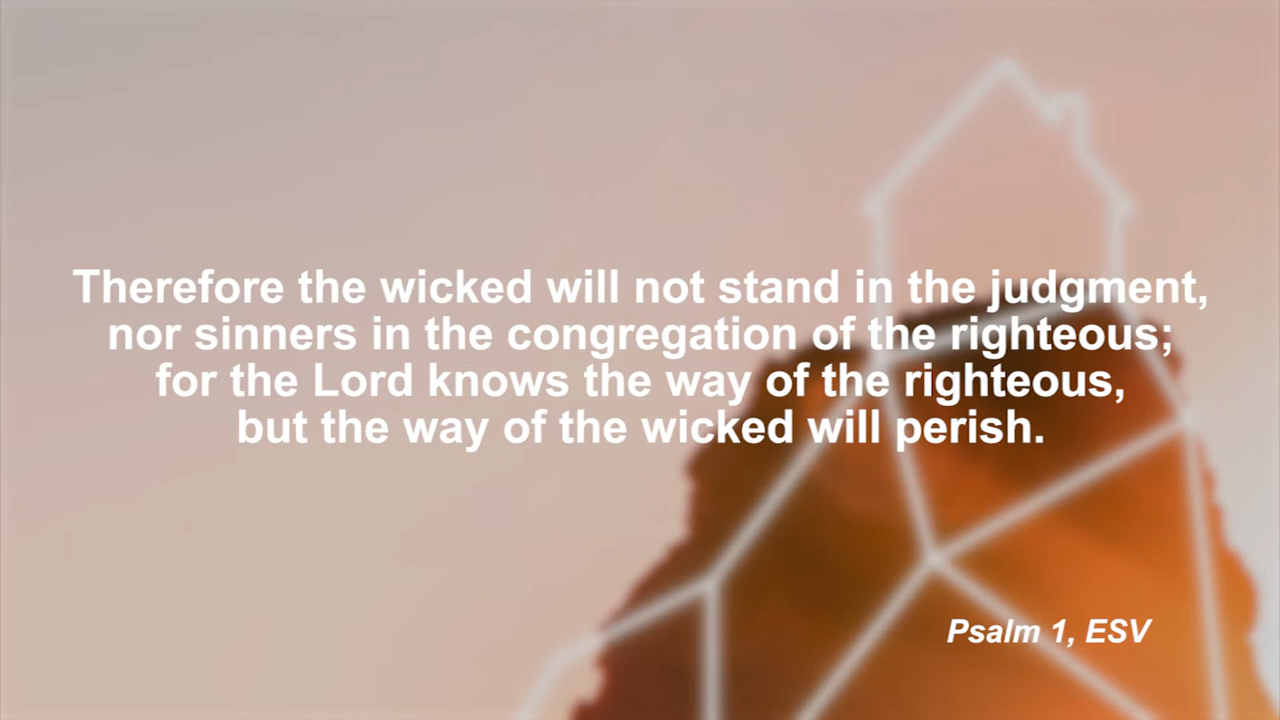 Therefore the wicked will not stand in the judgment,
nor sinners in the congregation of the righteous;
for the Lord knows the way of the righteous,
but the way of the wicked will perish.
Psalm 1, ESV